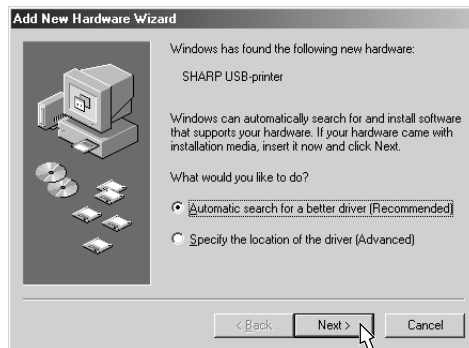 Add New Hardware Wizard
Windows has found the following new hardware:
SHARP USB-printer
Windows can automatically search for and install software
that supports your hardware. If your hardware came with
installation media, insert it now and click Next.
What would you like to do?
Automatic search for a better driver (Recommended)
Specify the location of the driver (Advanced)
< Back
Next >
Cancel